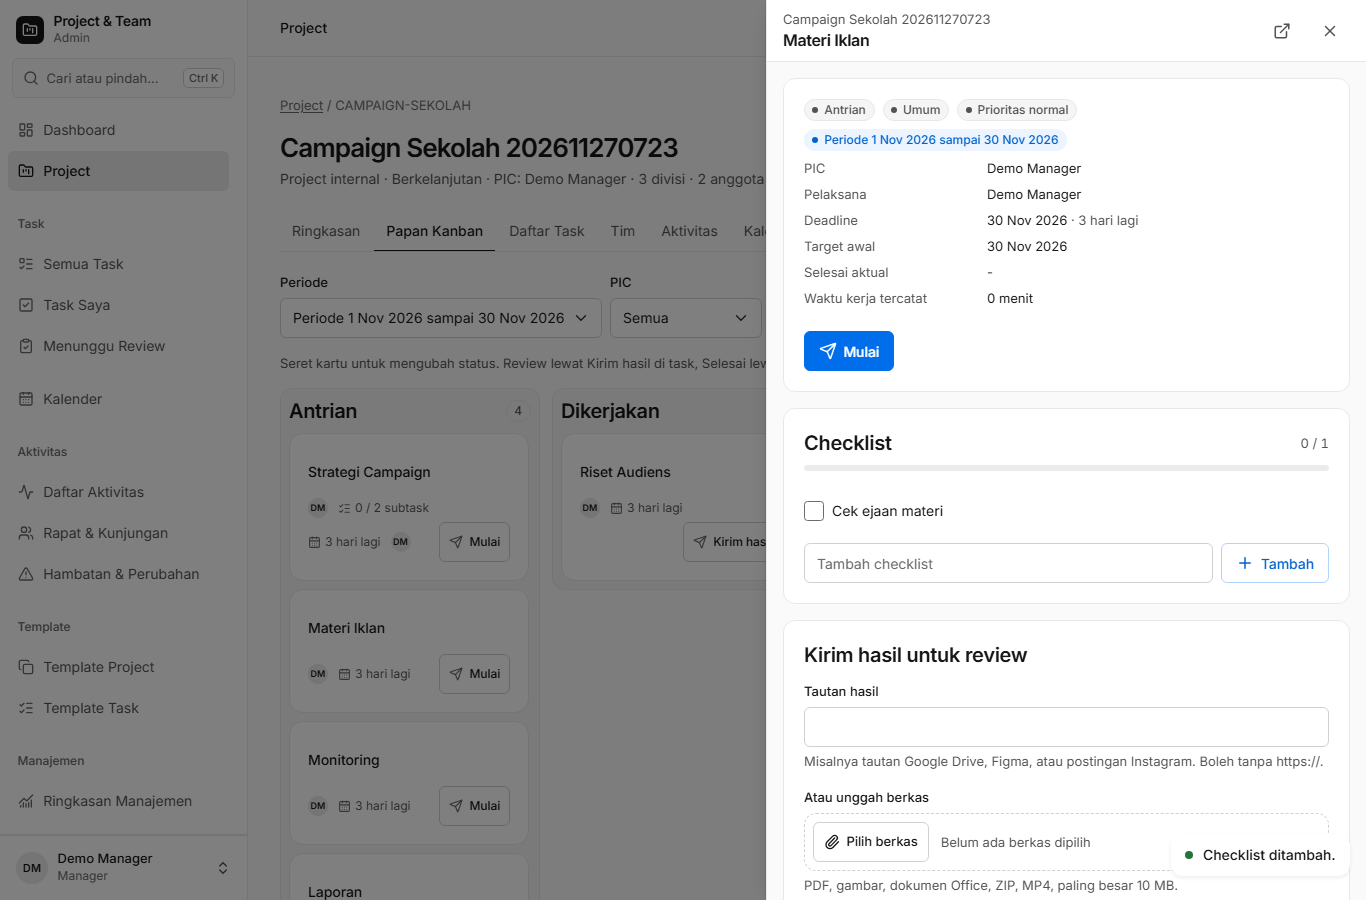 Project & Team
Admin
Cari atau pindah...
Ctrl K
Dashboard
Project
Task
Semua Task
Task Saya
Menunggu Review
Kalender
Aktivitas
Daftar Aktivitas
Rapat & Kunjungan
Hambatan & Perubahan
Template
Template Project
Template Task
Manajemen
Ringkasan Manajemen
DM
Demo Manager
Manager
Project
Project / CAMPAIGN-SEKOLAH
Campaign Sekolah 202611270723
Project internal · Berkelanjutan · PIC: Demo Manager · 3 divisi · 2 anggota
Ringkasan
Papan Kanban
Daftar Task
Tim
Aktivitas
Periode
PIC
Periode 1 Nov 2026 sampai 30 Nov 2026
Semua
Seret kartu untuk mengubah status. Review lewat Kirim hasil di task, Selesai
Antrian
4
Strategi Campaign
DM
0 / 2 subtask
3 hari lagi
DM
Mulai
Materi Iklan
DM
3 hari lagi
Mulai
Monitoring
DM
3 hari lagi
Mulai
Laporan
Dikerjakan
Riset Audiens
DM
3 hari lagi
Kirim
Campaign Sekolah 202611270723
Materi Iklan
Antrian
Umum
Prioritas normal
Periode 1 Nov 2026 sampai 30 Nov 2026
PIC
Demo Manager
Pelaksana
Demo Manager
Deadline
30 Nov 2026 · 3 hari lagi
Target awal
30 Nov 2026
Selesai aktual
-
Waktu kerja tercatat
0 menit
Mulai
Checklist
0 / 1
Cek ejaan materi
Tambah checklist
Tambah
Kirim hasil untuk review
Tautan hasil
Misalnya tautan Google Drive, Figma, atau postingan Instagram. Boleh tanpa https://.
Atau unggah berkas
Pilih berkas
Belum ada berkas dipilih
PDF, gambar, dokumen Office, ZIP, MP4, paling besar 10 MB.
Checklist ditambah.